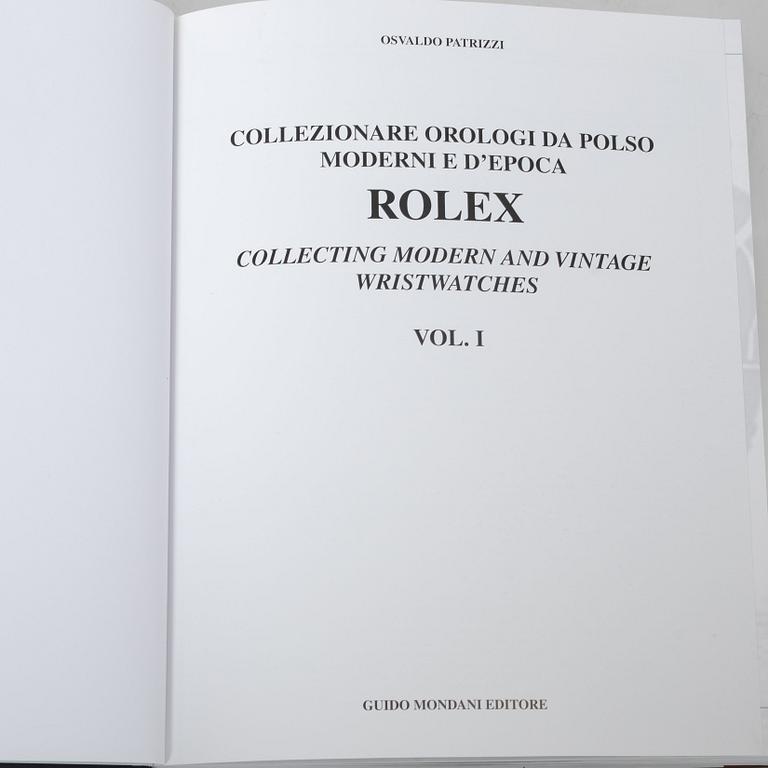 OSVALDO PATRIZZI
COLLEZIONARE OROLOGI DA POLSO
MODERNI E D'EPOCA
ROLEX
COLLECTING MODERN AND VINTAGE
WRISTWATCHES
VOL. I
GUIDO MONDANI EDITORE